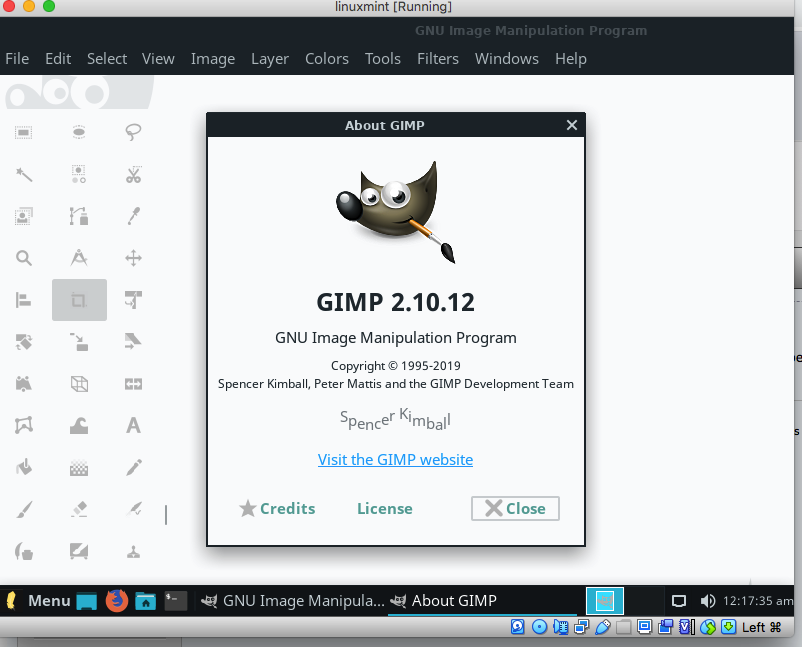 linuxmint [Running]
GNU Image Manipulation Program
File Edit Select View Image Layer Colors Tools Filters Windows Help
About GIMP
GIMP 2.10.12
GNU Image Manipulation Program
Copyright © 1995-2019
Spencer Kimball, Peter Mattis and the GIMP Development Team
Spencer Kimball
Visit the GIMP website
Credits License Close
Menu GNU Image Manipula... About GIMP 12:17:35 am
Left ⌘